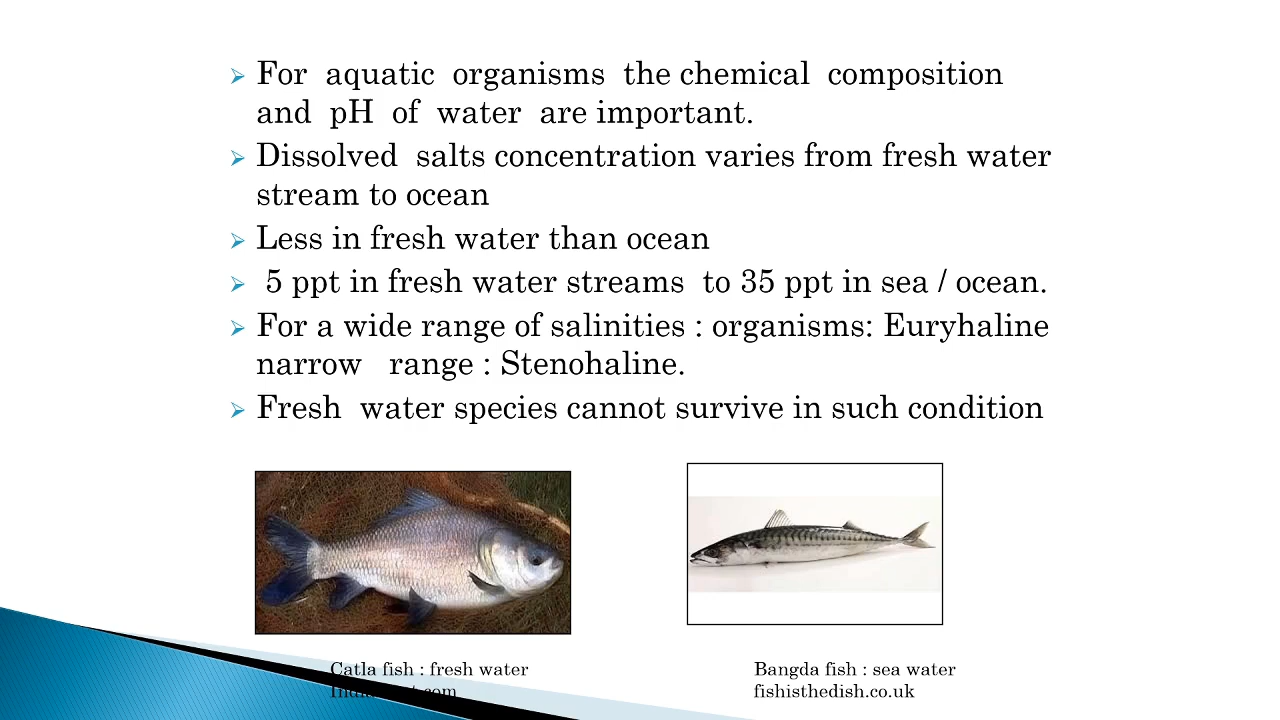 For aquatic organisms the chemical composition
and pH of water are important.
Dissolved salts concentration varies from fresh water
stream to ocean
Less in fresh water than ocean
5 ppt in fresh water streams to 35 ppt in sea / ocean.
For a wide range of salinities : organisms: Euryhaline
narrow range : Stenohaline.
Fresh water species cannot survive in such condition
Catla fish : fresh water
Bangda fish : sea water
fishisthedish.co.uk